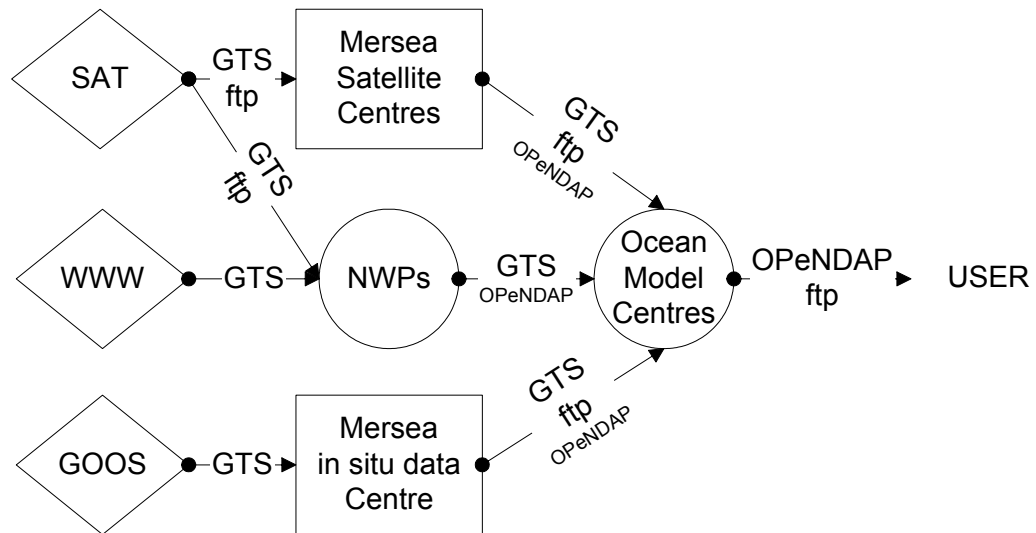 SAT
GTS
ftp
Mersea
Satellite
Centres
GTS
ftp
OPeNDAP
GTS
ftp
WWW
GTS
NWPs
GTS
OPeNDAP
Ocean
Model
Centres
OPeNDAP
ftp
USER
GOOS
GTS
Mersea
in situ data
Centre
GTS
ftp
OPeNDAP